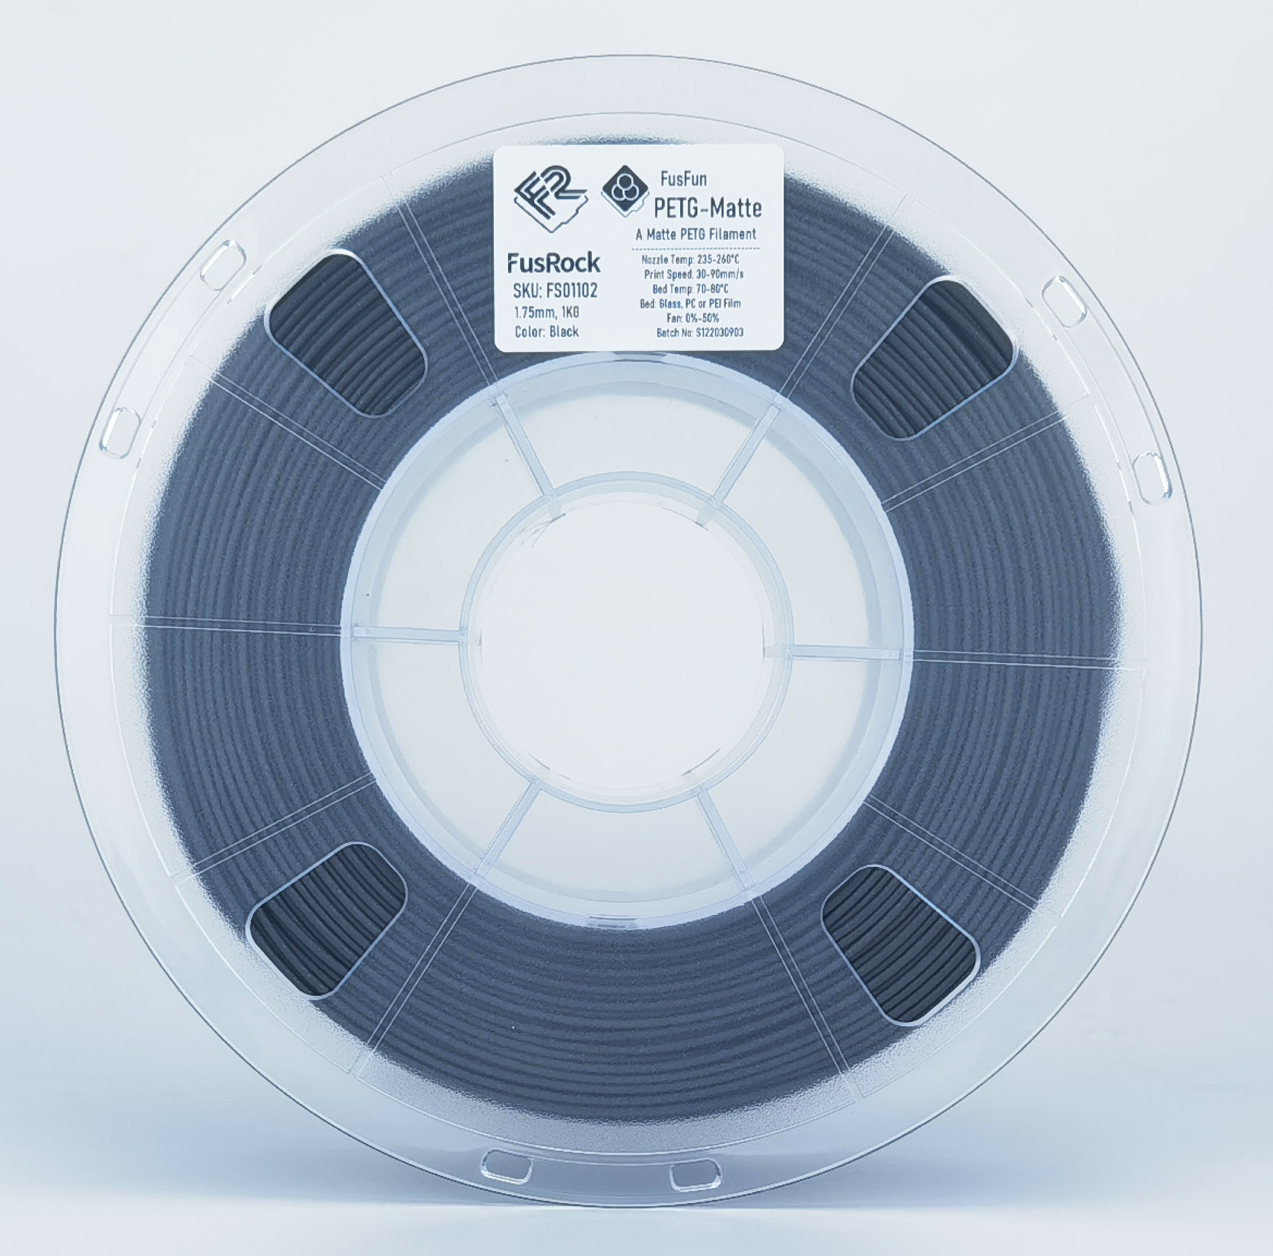 FusFun
PETG-Matte
A Matte PETG Filament
FusRock
SKU: FS01102
1.75mm, 1KG
Color: Black
Nozzle Temp: 235-260°C
Print Speed: 30-90mm/s
Bed Temp: 70-80°C
Bed: Glass, PC or PEI Film
Fan: 0%-50%
Batch No: S122030903